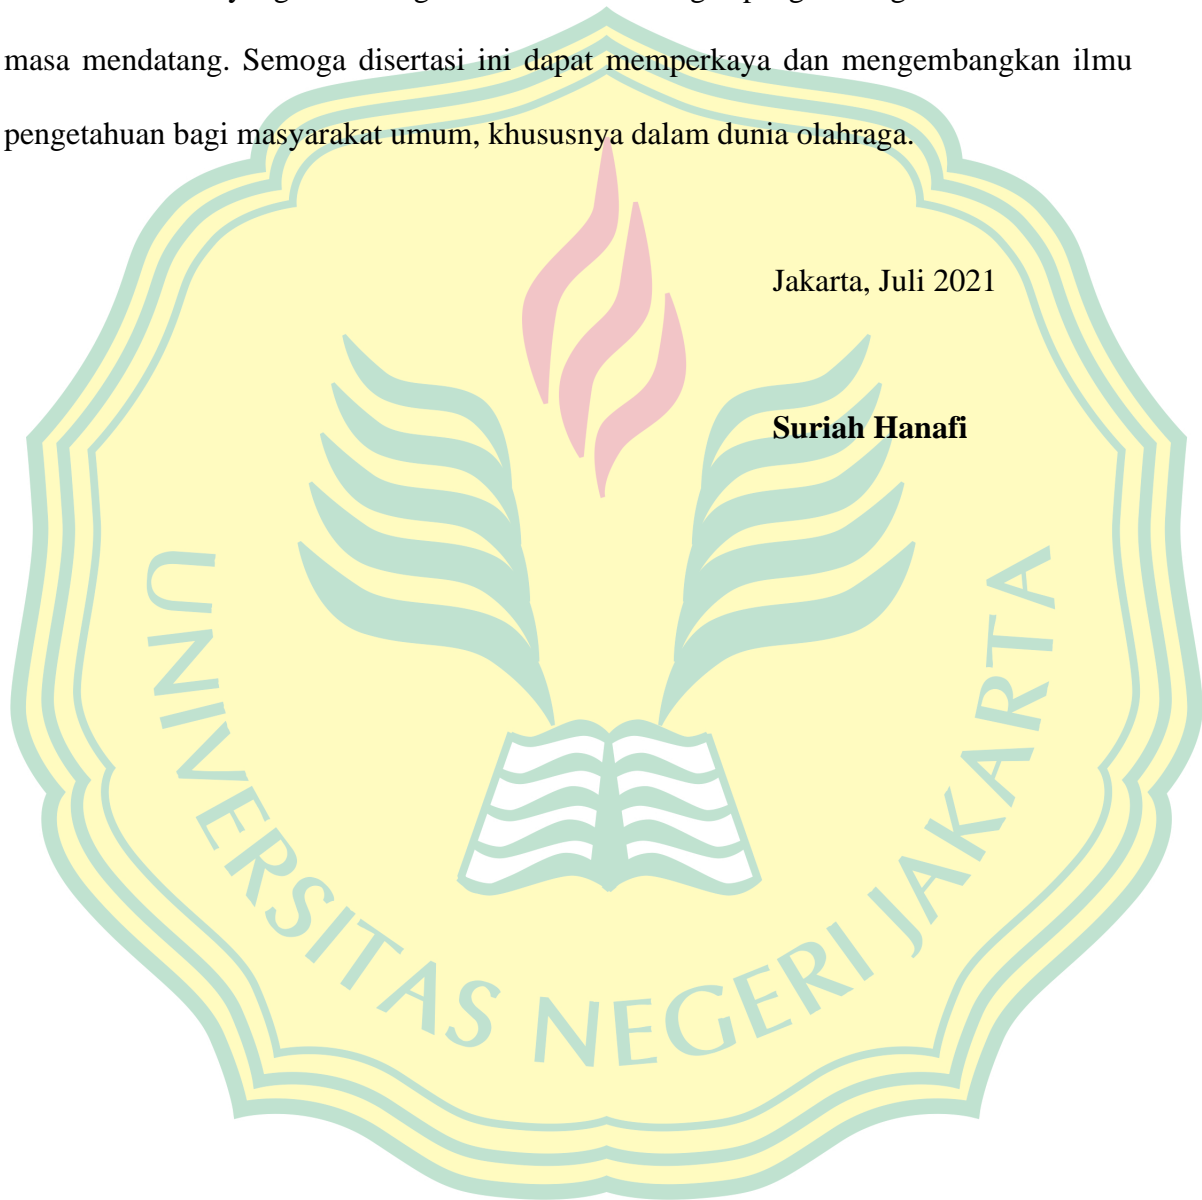 masa mendatang. Semoga disertasi ini dapat memperkaya dan mengembangkan ilmu
pengetahuan bagi masyarakat umum, khususnya dalam dunia olahraga.
Jakarta, Juli 2021
Suriah Hanafi
UNIVERSITAS NEGERI JAKARTA